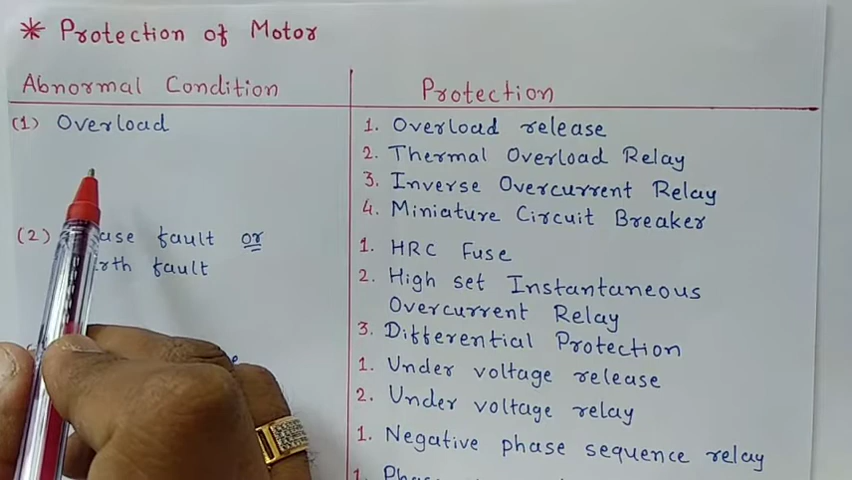 * Protection of Motor
Abnormal Condition
Protection
(1) Overload
1. Overload release
2. Thermal Overload Relay
3. Inverse Overcurrent Relay
4. Miniature Circuit Breaker
(2) fault or
fault
1. HRC Fuse
2. High set Instantaneous
Overcurrent Relay
3. Differential Protection
1. Under voltage release
2. Under voltage relay
1. Negative phase sequence relay
1.